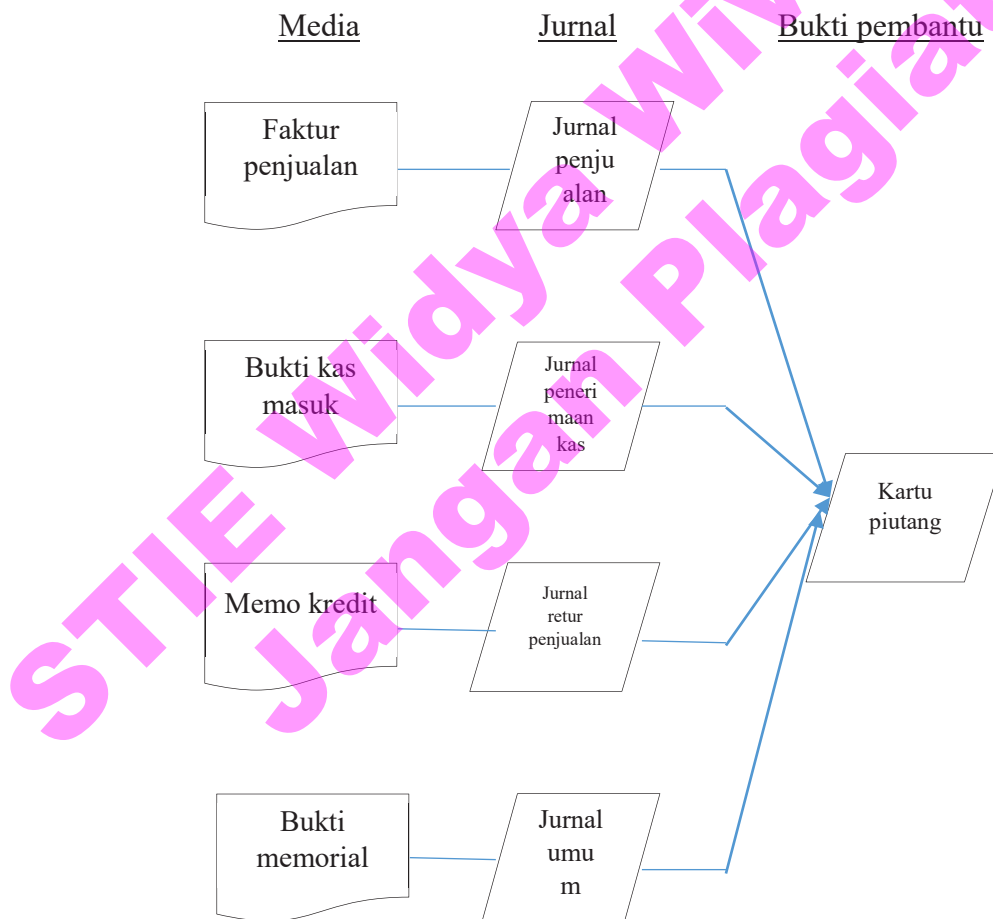 Media Jurnal Bukti pembantu
Faktur
penjualan
Jurnal
penju
alan
Bukti kas
masuk
Jurnal
peneri
maan
kas
Kartu
piutang
Memo kredit
Jurnal
retur
penjualan
Bukti
memorial
Jurnal
umu
m
STIE Widya Wiw
Jangan Plagiat